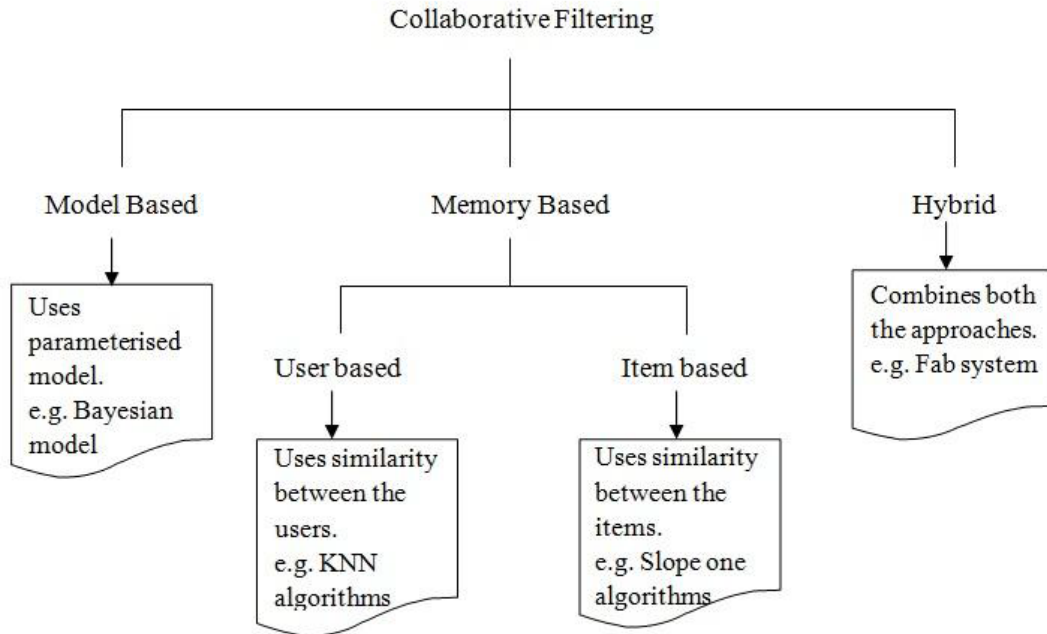 Collaborative Filtering
Model Based
Memory Based
Hybrid
Uses
parameterised
model.
e.g. Bayesian
model
Combines both
the approaches.
e.g. Fab system
User based
Item based
Uses similarity
between the
users.
e.g. KNN
algorithms
Uses similarity
between the
items.
e.g. Slope one
algorithms